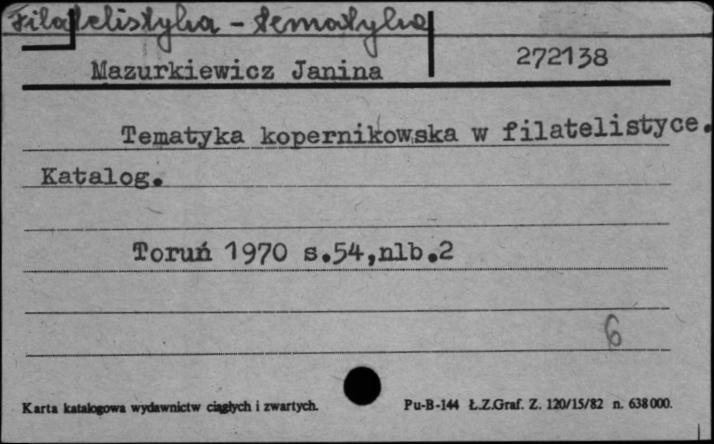 Filatelistyka - tematyka
Mazurkiewicz Janina
272138
Tematyka kopernikowska w filatelistyce.
Katalog.
Toruń 1970 s.54,nlb.2
6
Karta katalogowa wydawnictw ciągłych i zwartych.
Pu-B-144 Ł.Z.Graf. Z. 120/15/82 n. 638000.